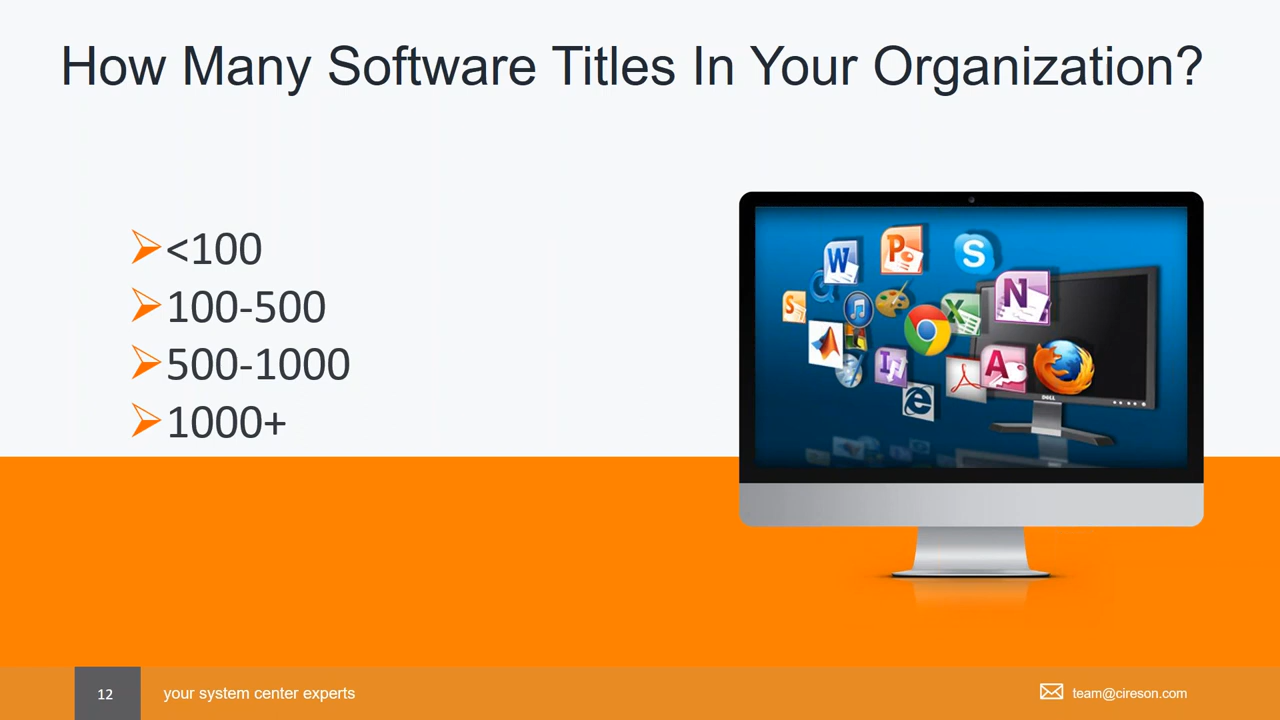 How Many Software Titles In Your Organization?
<100
100-500
500-1000
1000+
W
P
S
N
S
X
I
A
DELL
12
your system center experts
team@cireson.com